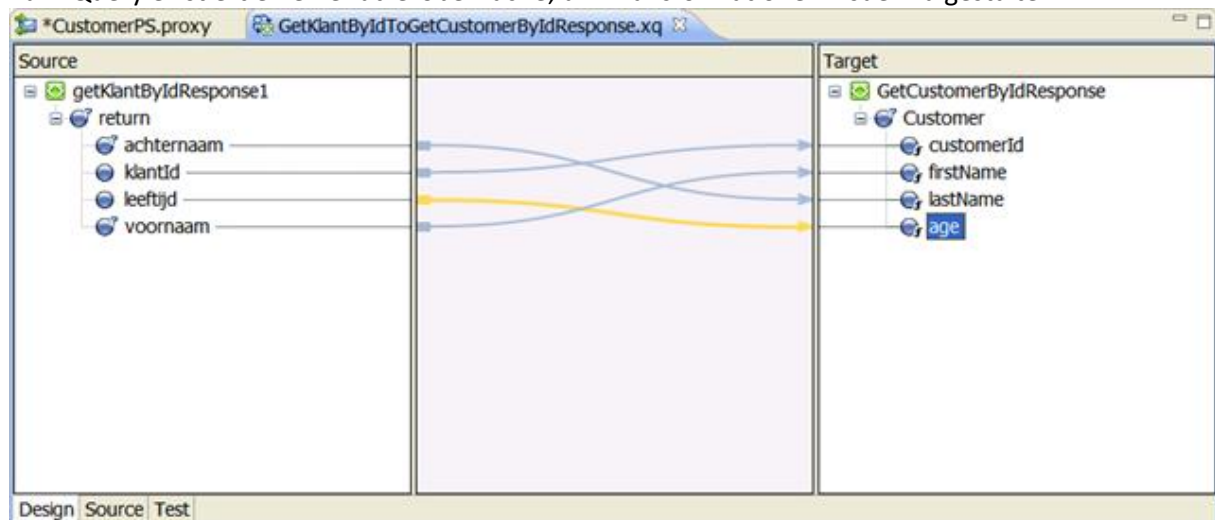 *CustomerPS.proxy GetKlantByIdToGetCustomerByIdResponse.xq
Source Target
getKlantByIdResponse1 GetCustomerByIdResponse
return Customer
achternaam customerId
klantId firstName
leeftijd lastName
voornaam age
Design Source Test